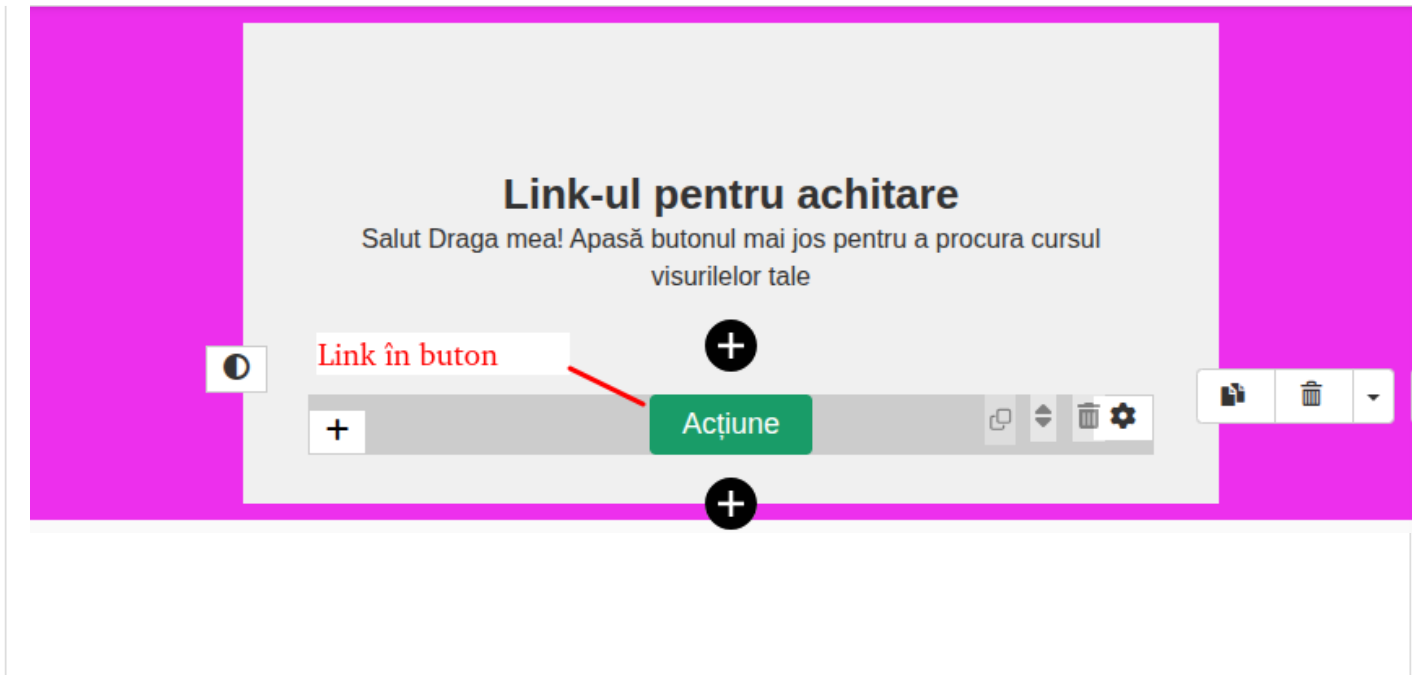 Link-ul pentru achitare
Salut Draga mea! Apasă butonul mai jos pentru a procura cursul
visurilelor tale
Link în buton
Acțiune